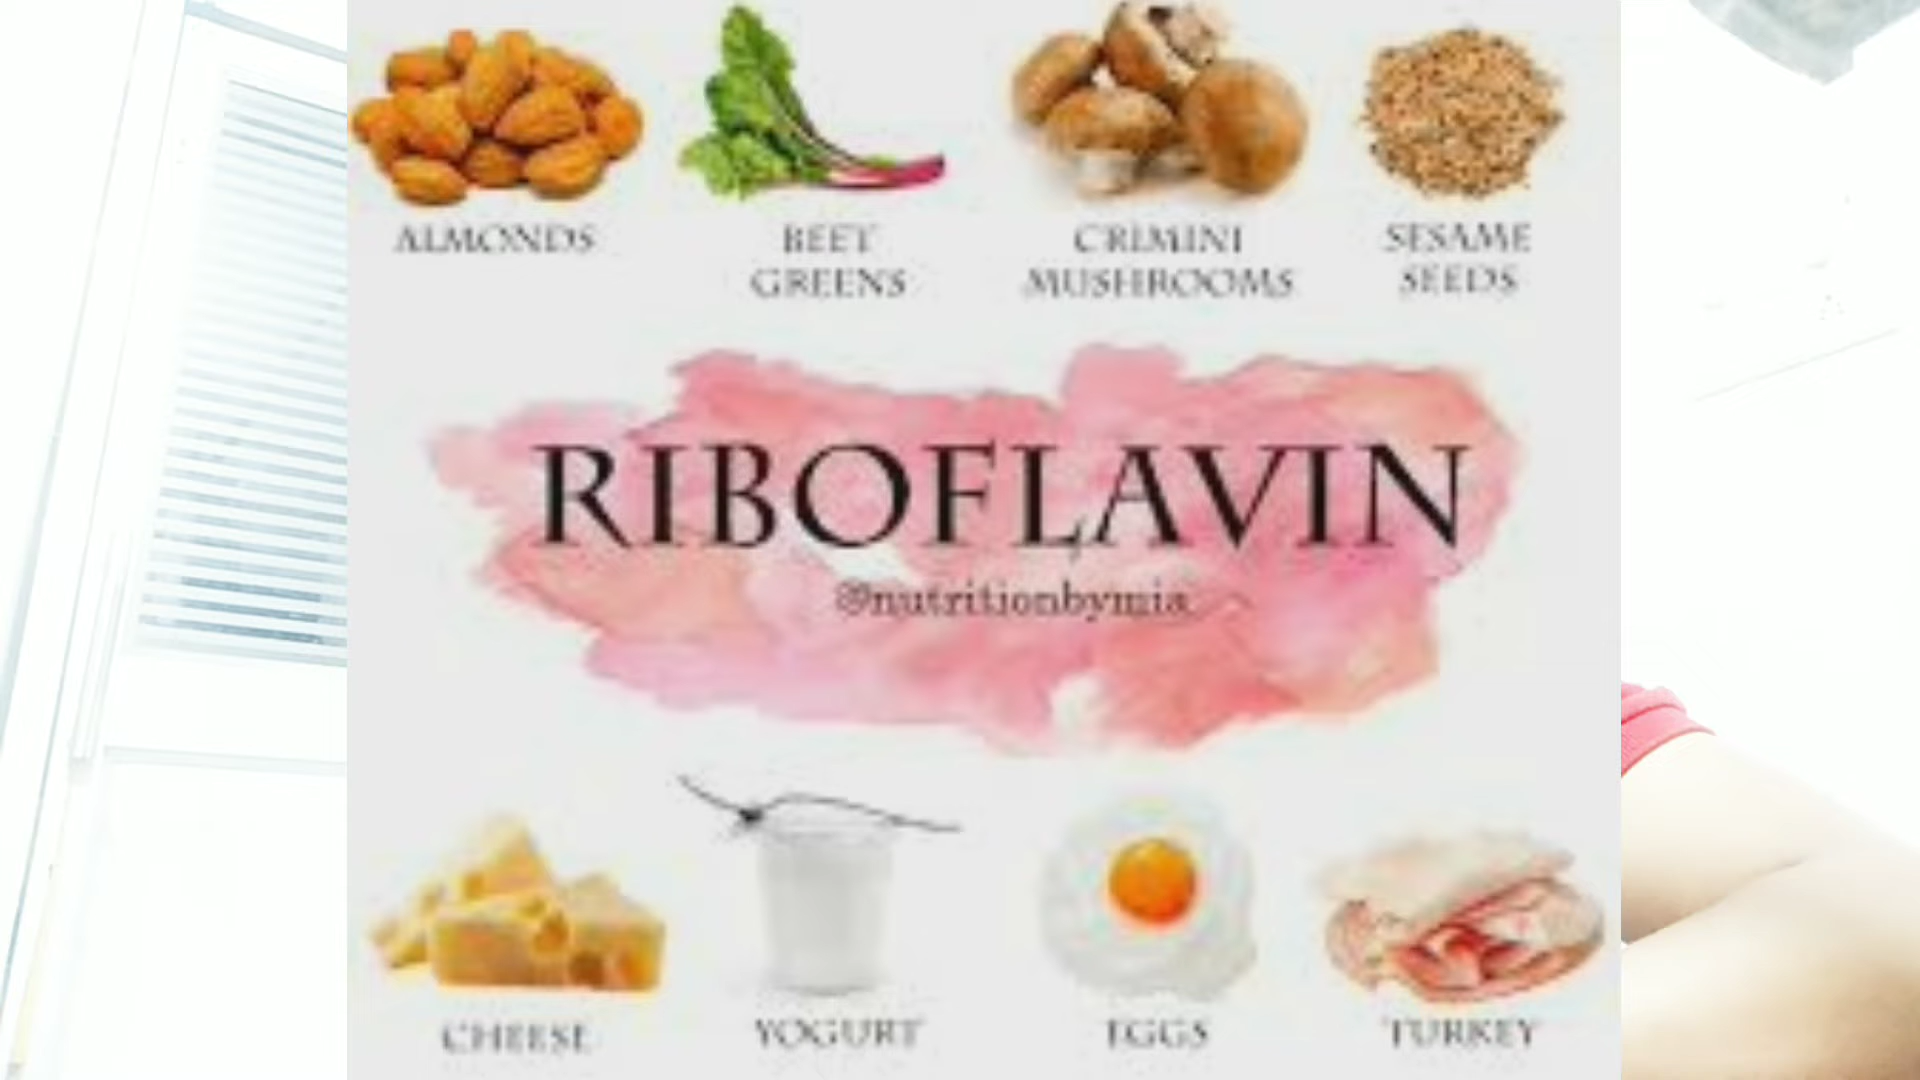 ALMONDS
BEET
GREENS
CRIMINI
MUSHROOMS
SESAME
SEEDS
RIBOFLAVIN
@nutritionbymia
CHEESE
YOGURT
EGGS
TURKEY